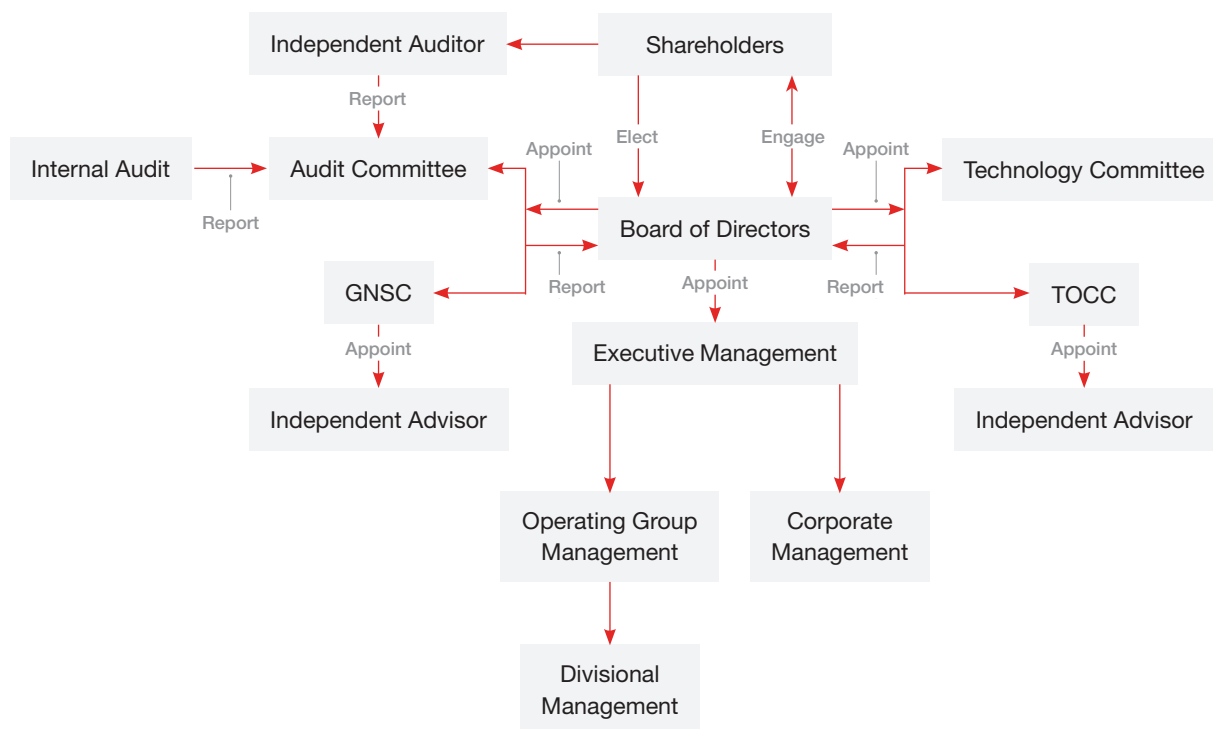 Independent Auditor
Shareholders
Report
Elect
Engage
Appoint
Appoint
Internal Audit
Audit Committee
Technology Committee
Report
Board of Directors
GNSC
Report
Appoint
Report
TOCC
Appoint
Executive Management
Appoint
Independent Advisor
Independent Advisor
Operating Group
Management
Corporate
Management
Divisional
Management